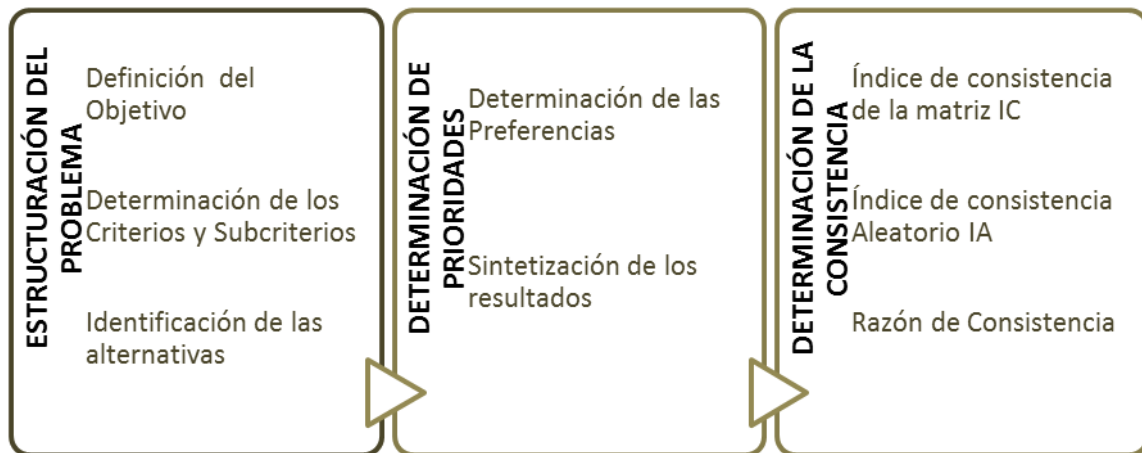 ESTRUCTURACIÓN DEL
PROBLEMA
Definición del
Objetivo
Determinación de los
Criterios y Subcriterios
Identificación de las
alternativas
DETERMINACIÓN DE
PRIORIDADES
Determinación de las
Preferencias
Sintetización de los
resultados
DETERMINACIÓN DE LA
CONSISTENCIA
Índice de consistencia
de la matriz IC
Índice de consistencia
Aleatorio IA
Razón de Consistencia